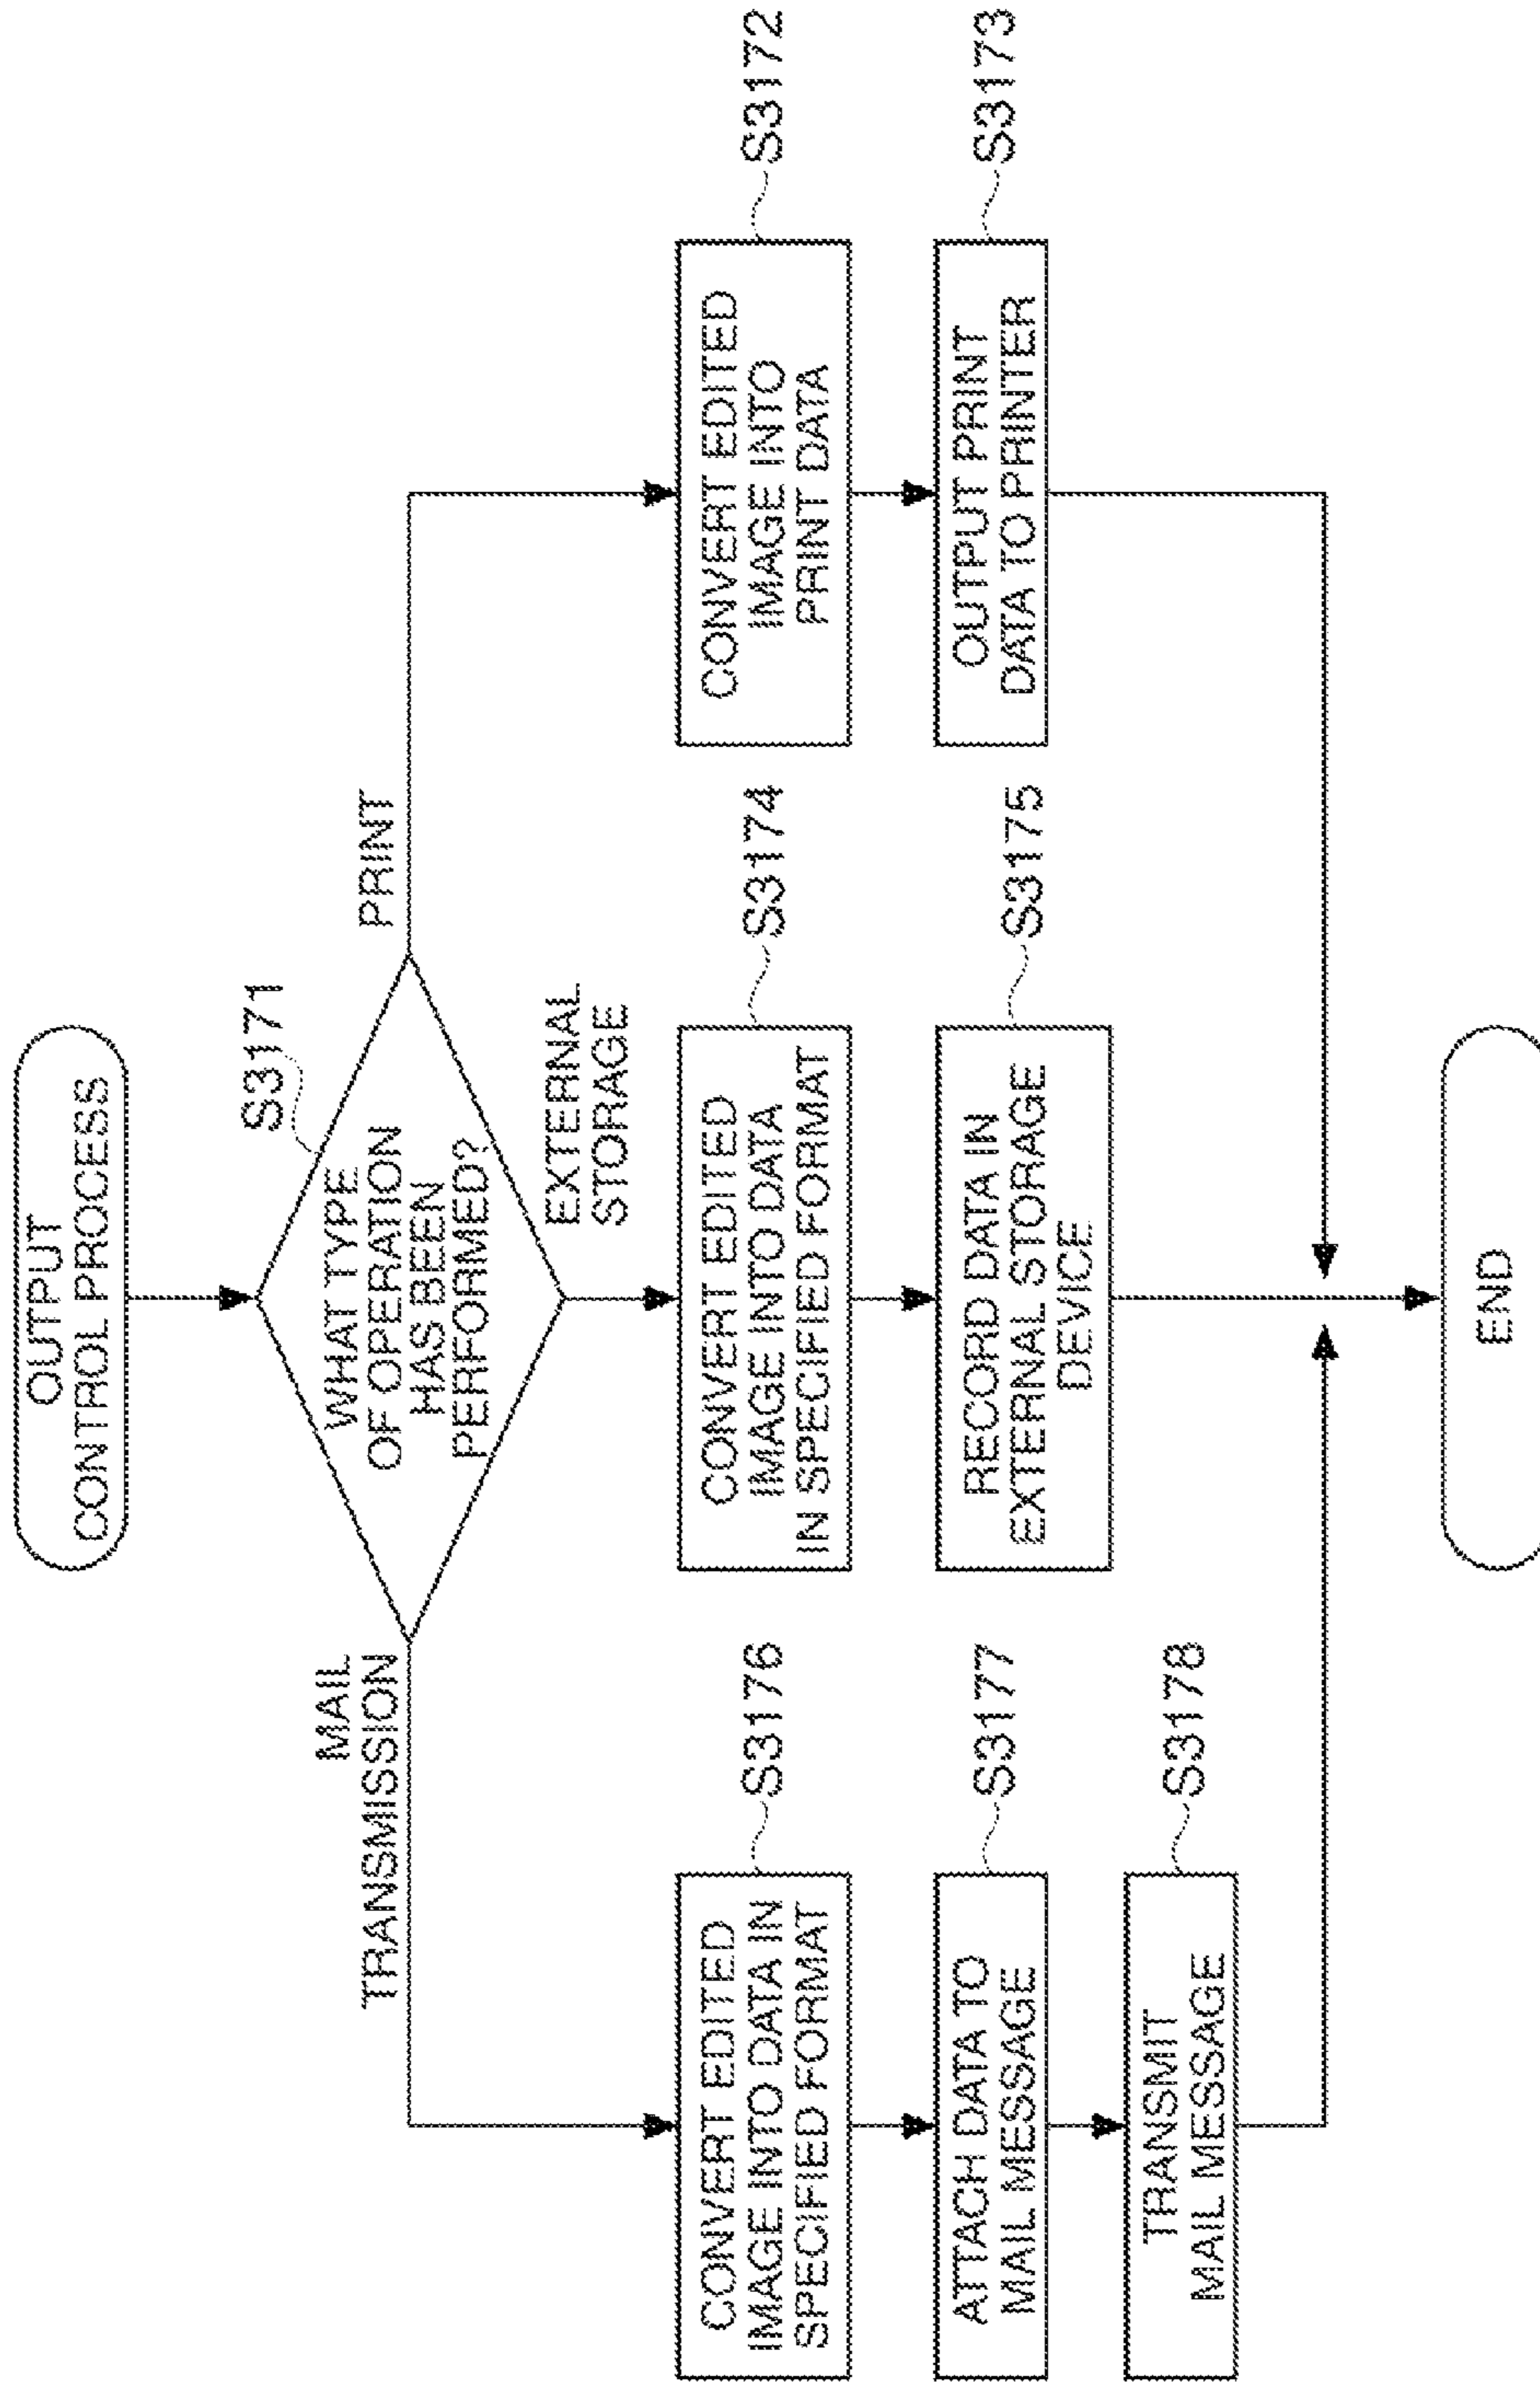 OUTPUT
CONTROL PROCESS
S3171
WHAT TYPE
OF OPERATION
HAS BEEN
PERFORMED?
MAIL
TRANSMISSION
PRINT
EXTERNAL
STORAGE
S3176
CONVERT EDITED
IMAGE INTO DATA IN
SPECIFIED FORMAT
S3177
ATTACH DATA TO
MAIL MESSAGE
S3178
TRANSMIT
MAIL MESSAGE
S3174
CONVERT EDITED
IMAGE INTO DATA
IN SPECIFIED FORMAT
S3175
RECORD DATA IN
EXTERNAL STORAGE
DEVICE
S3172
CONVERT EDITED
IMAGE INTO
PRINT DATA
S3173
OUTPUT PRINT
DATA TO PRINTER
END